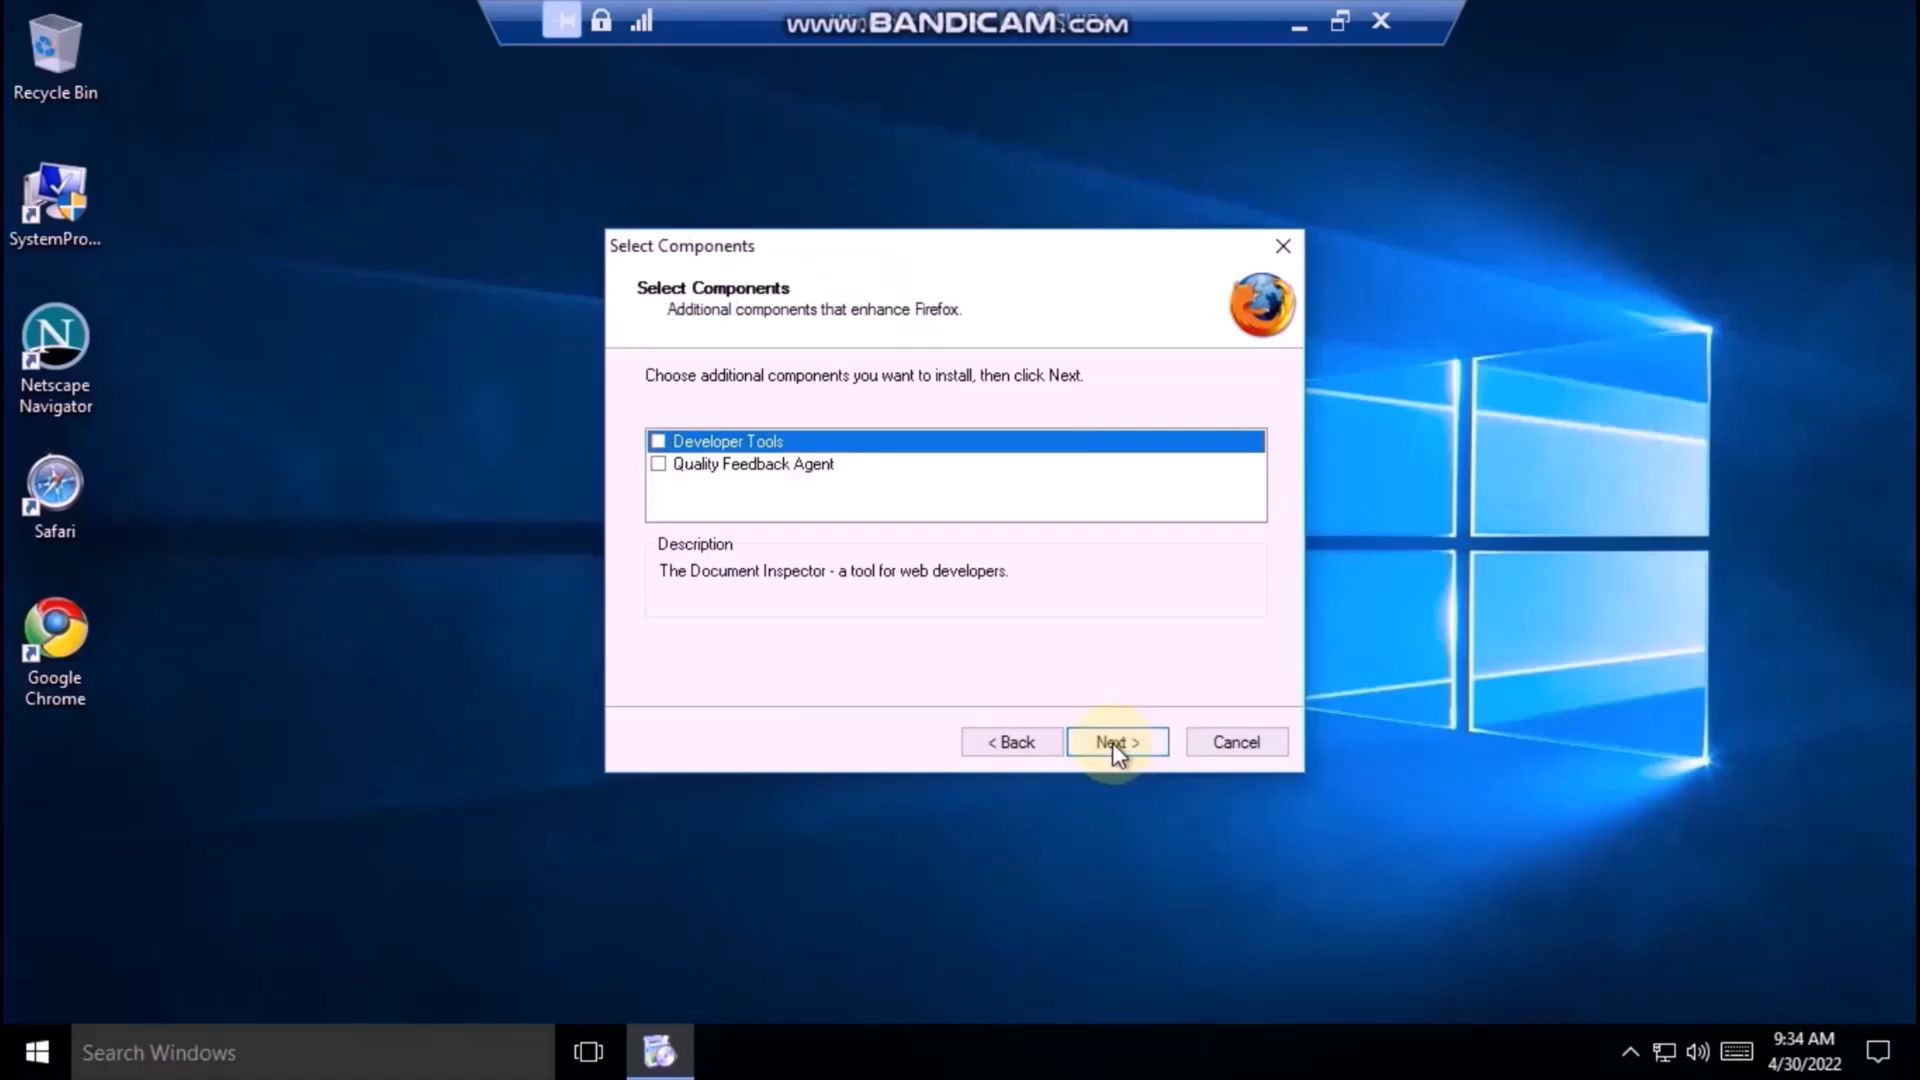 www.BANDICAM.com
Recycle Bin
SystemPro...
Netscape
Navigator
Safari
Google
Chrome
Select Components
Select Components
Additional components that enhance Firefox.
Choose additional components you want to install, then click Next.
Developer Tools
Quality Feedback Agent
Description
The Document Inspector - a tool for web developers.
< Back
Next >
Cancel
Search Windows
9:34 AM
4/30/2022